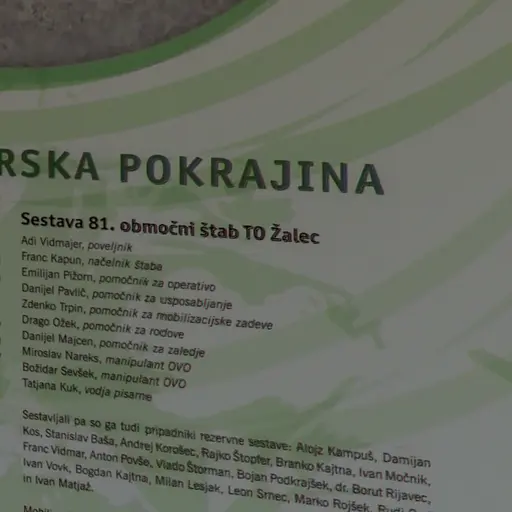 RSKA POKRAJINA
Sestava 81. območni štab TO Žalec
Adi Vidmajer, poveljnik
Franc Kapun, načelnik štaba
Emilijan Pižorn, pomočnik za operativo
Danijel Pavlič, pomočnik za usposabljanje
Zdenko Trpin, pomočnik za mobilizacijske zadeve
Drago Ožek, pomočnik za rodove
Danijel Majcen, pomočnik za zaledje
Miroslav Nareks, manipulant OVO
Božidar Sevšek, manipulant OVO
Tatjana Kuk, vodja pisarne
Sestavljali pa so ga tudi pripadniki rezervne sestave: Alojz Kampuš, Damijan
Kos, Stanislav Baša, Andrej Korošec, Rajko Štopfer, Branko Kajtna, Ivan Močnik,
Franc Vidmar, Anton Povše, Vlado Štorman, Bojan Podkrajšek, dr. Borut Rijavec,
Ivan Vovk, Bogdan Kajtna, Milan Lesjak, Leon Srnec, Marko Rojšek, Rudi
in Ivan Matjaž.